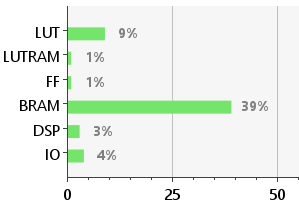 LUT 9%
LUTRAM 1%
FF 1%
BRAM 39%
DSP 3%
IO 4%
0 25 50